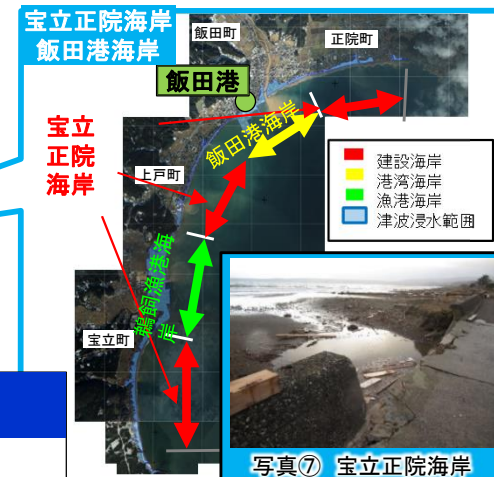 宝立正院海岸
飯田港海岸
飯田町
正院町
飯田港
飯田港海岸
宝立
正院
海岸
上戸町
建設海岸
港湾海岸
漁港海岸
津波浸水範囲
鵜飼漁港海
岸
宝立町
写真⑦ 宝立正院海岸